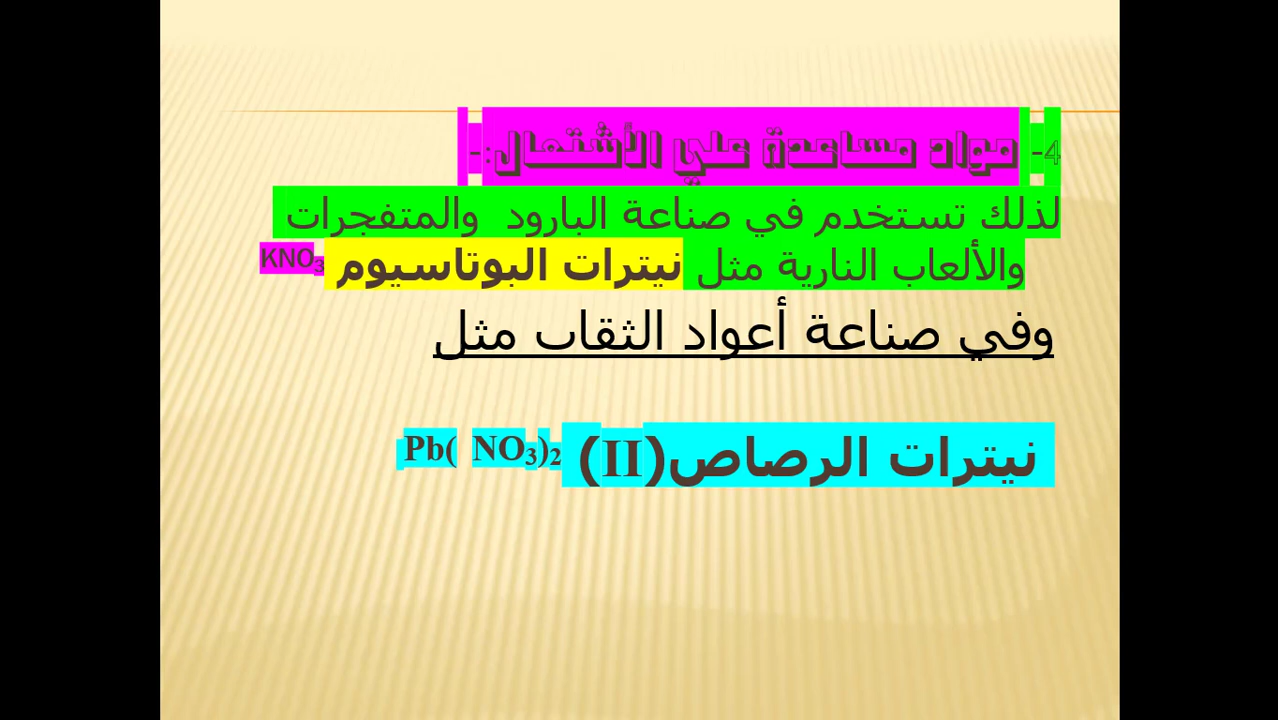 4- مواد مساعدة علي الأشتعال:-
لذلك تستخدم في صناعة البارود والمتفجرات
والألعاب النارية مثل نيترات البوتاسيوم KNO₃
وفي صناعة أعواد الثقاب مثل
نيترات الرصاص(II) Pb( NO₃)₂